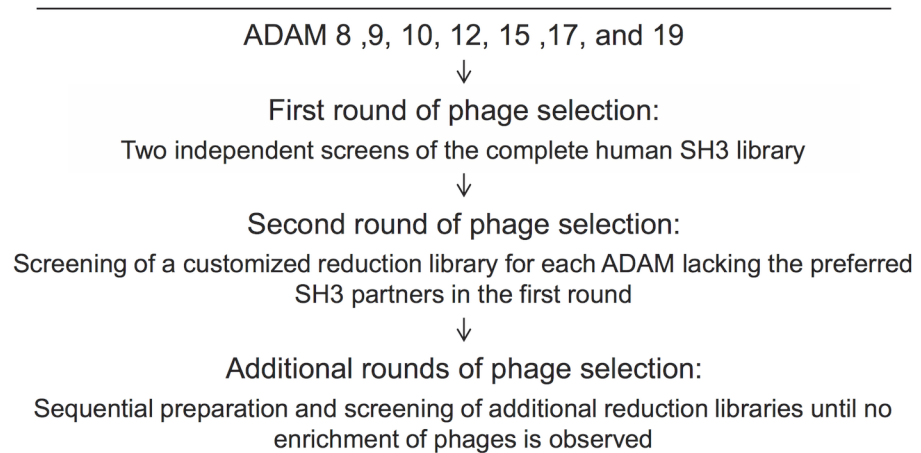 ADAM 8 ,9, 10, 12, 15 ,17, and 19
↓
First round of phage selection:
Two independent screens of the complete human SH3 library
↓
Second round of phage selection:
Screening of a customized reduction library for each ADAM lacking the preferred
SH3 partners in the first round
↓
Additional rounds of phage selection:
Sequential preparation and screening of additional reduction libraries until no
enrichment of phages is observed